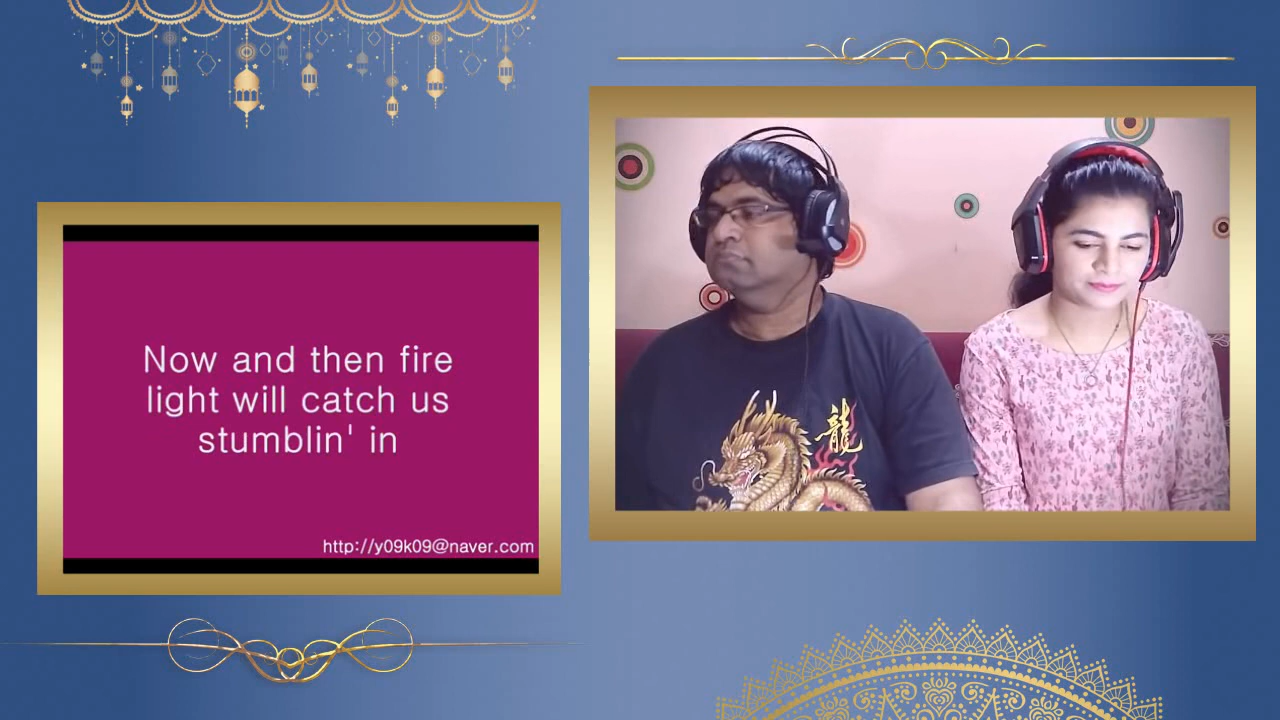 Now and then fire
light will catch us
stumblin' in
http://y09k09@naver.com
龍